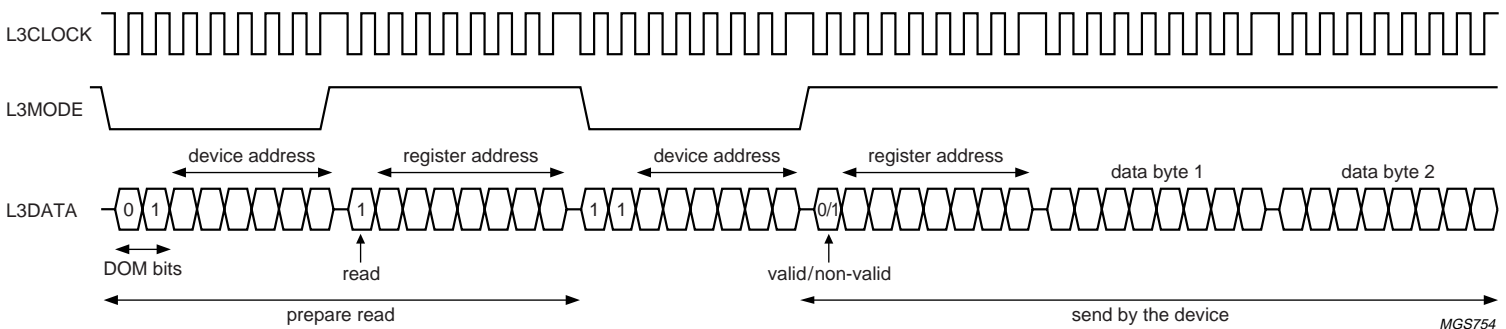 L3CLOCK
L3MODE
device address register address device address register address data byte 1 data byte 2
L3DATA 0 1 1 1 1 0/1
DOM bits read valid/non-valid
prepare read send by the device
MGS754